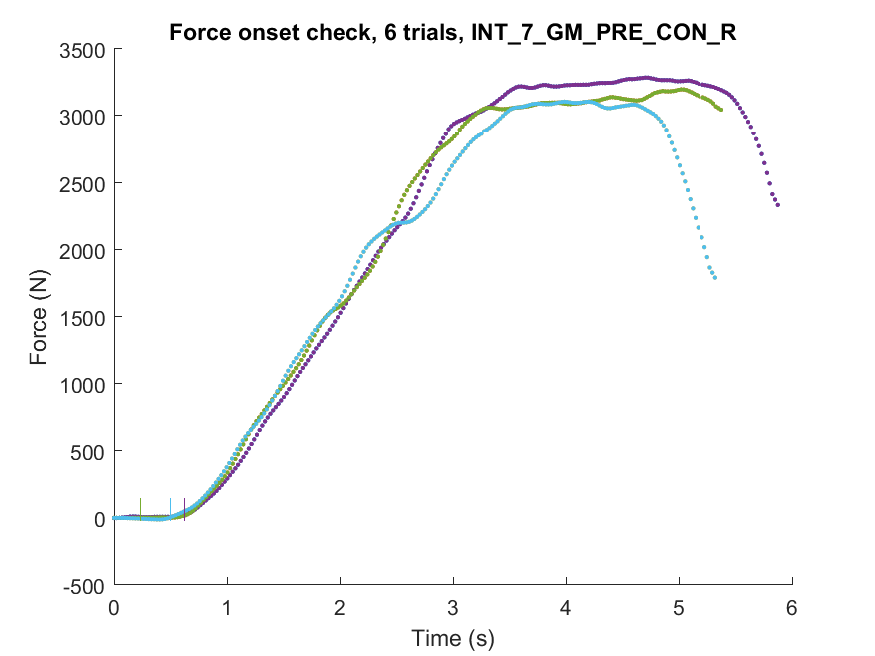 Force onset check, 6 trials, INT_7_GM_PRE_CON_R
3500
3000
2500
2000
1500
1000
500
0
-500
Force (N)
0 1 2 3 4 5 6
Time (s)